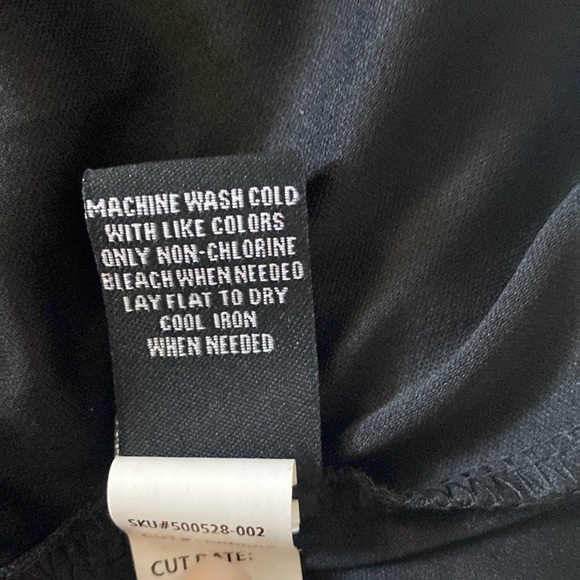 MACHINE WASH COLD
WITH LIKE COLORS
ONLY NON-CHLORINE
BLEACH WHEN NEEDED
LAY FLAT TO DRY
COOL IRON
WHEN NEEDED
SKU#500528-002
CUT DATE: